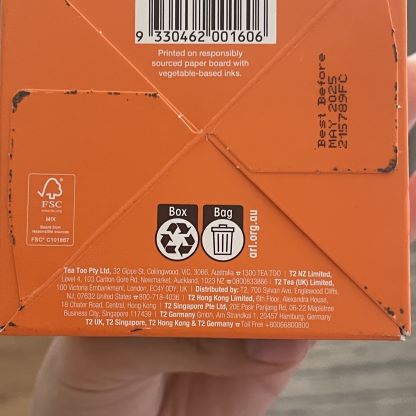 9 330462 001606
Printed on responsibly
sourced paper board with
vegetable-based inks.
Best Before
MAY 2025
215789FC
FSC
www.fsc.org
MIX
Board from
responsible sources
FSC® C101867
Box
Bag
arl.org.au
Tea Too Pty Ltd, 32 Gipps St, Collingwood, VIC, 3066, Australia ☎1300 TEA TOO | T2 NZ Limited,
Level 4, 103 Carlton Gore Rd, Newmarket, Auckland, 1023 NZ ☎0800833866 | T2 Tea (UK) Limited,
100 Victoria Embankment, London, EC4Y 0DY, UK | Distributed by: T2, 700 Sylvan Ave, Englewood Cliffs,
NJ, 07632 United States ☎800-718-4036 | T2 Hong Kong Limited, 6th Floor, Alexandra House,
18 Chater Road, Central, Hong Kong | T2 Singapore Pte Ltd, 20E Pasir Panjang Rd, 06-22 Mapletree
Business City, Singapore 117439 | T2 Germany Gmbh, Am Strandkai 1, 20457 Hamburg, Germany
T2 UK, T2 Singapore, T2 Hong Kong & T2 Germany ☎ Toll Free +80066800800